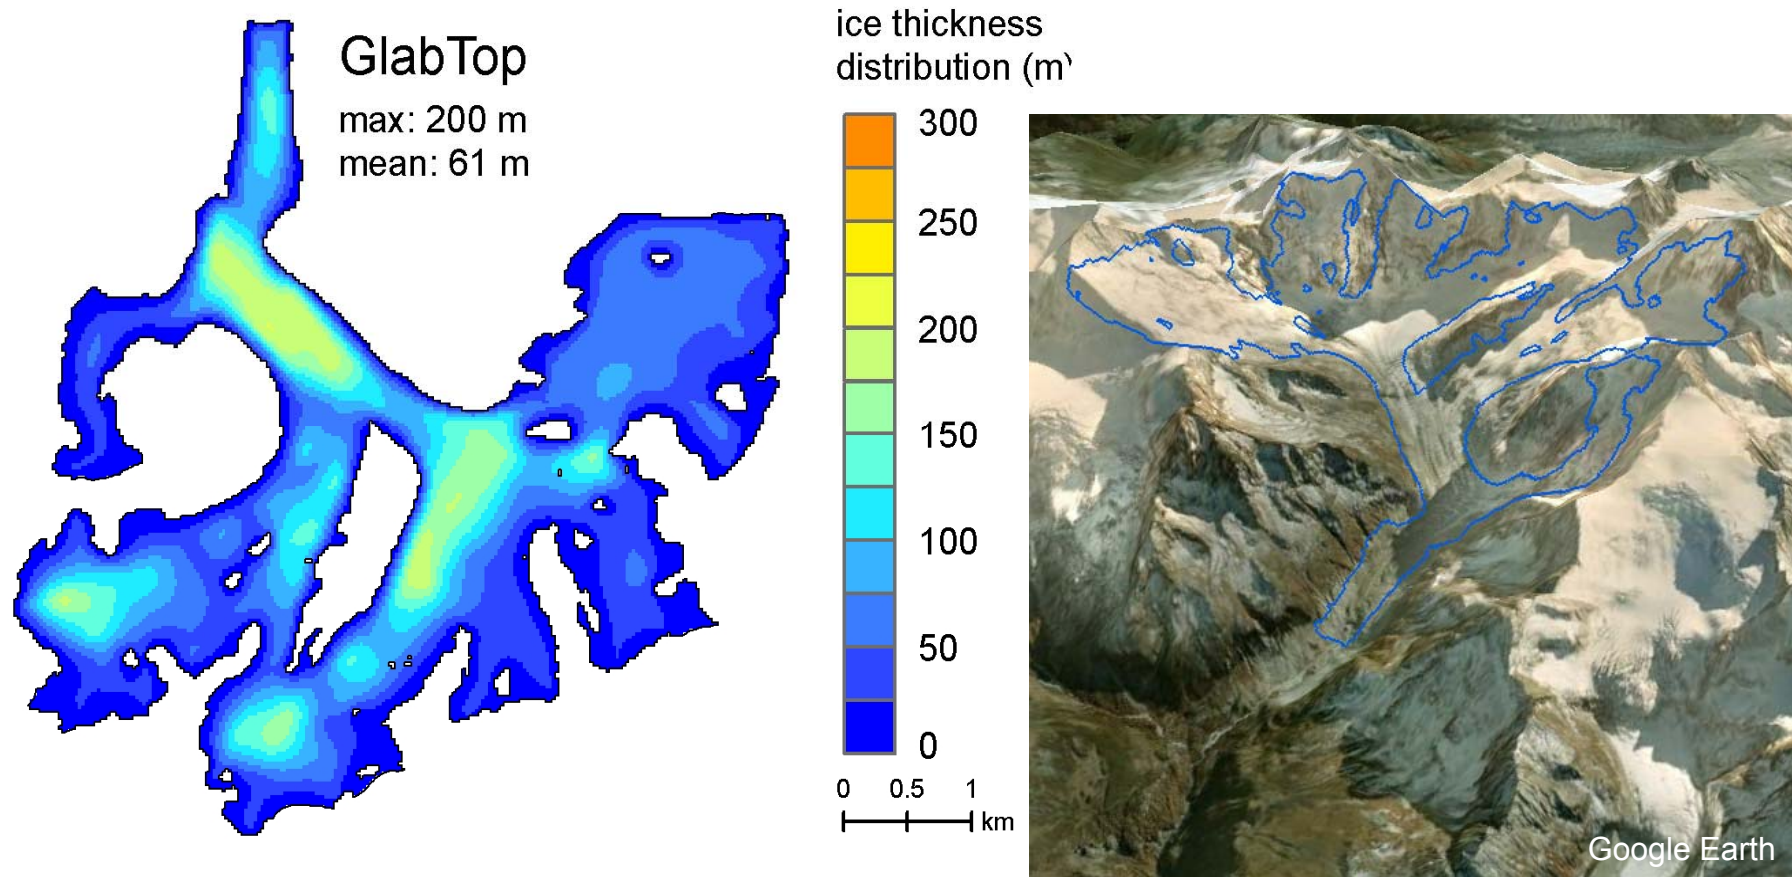 GlabTop
max: 200 m
mean: 61 m
ice thickness
distribution (m
300
250
200
150
100
50
0
0 0.5 1
km
Google Earth